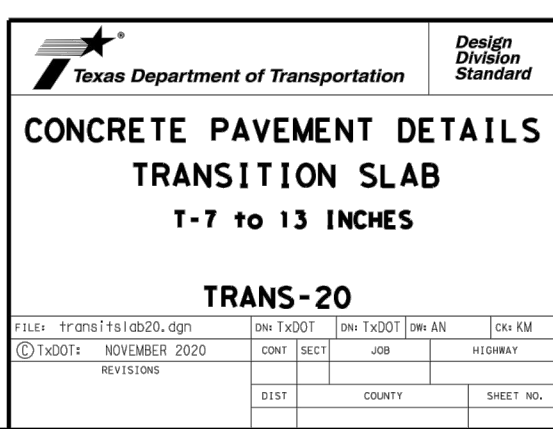 Texas Department of Transportation
Design
Division
Standard
CONCRETE PAVEMENT DETAILS
TRANSITION SLAB
T-7 to 13 INCHES
TRANS-20
FILE: transitslab20.dgn DN: TxDOT DN: TxDOT DW: AN CK: KM
© TxDOT: NOVEMBER 2020 CONT SECT JOB HIGHWAY
REVISIONS
DIST COUNTY SHEET NO.